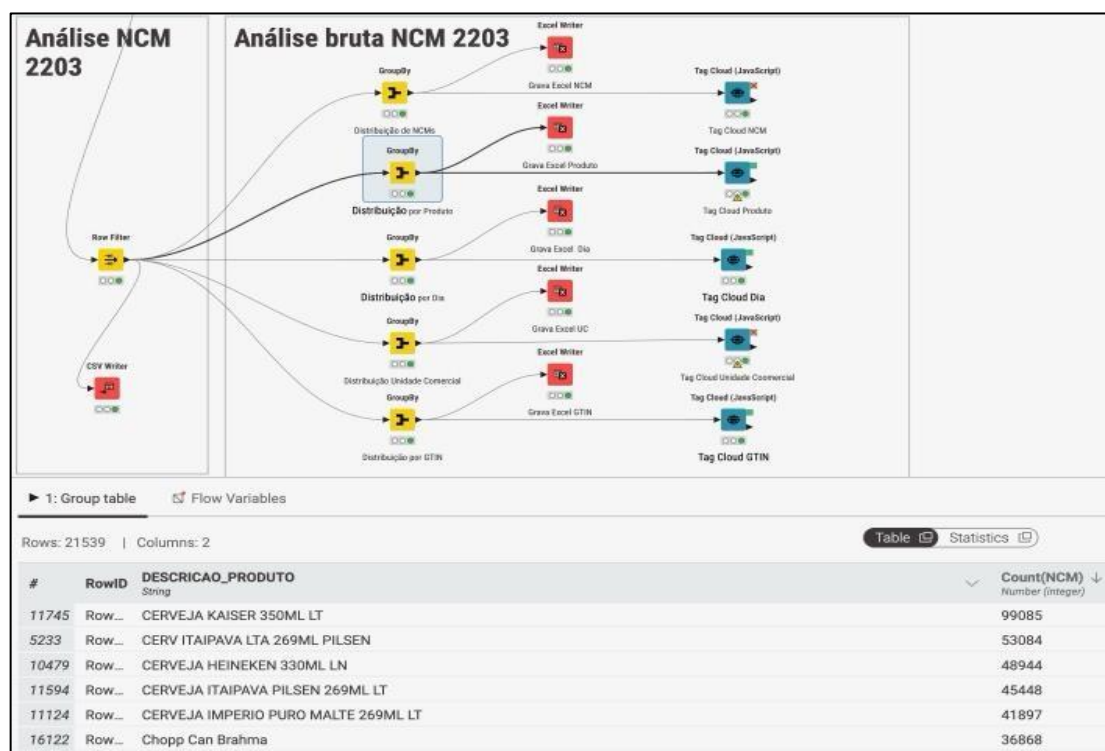 Análise NCM
2203
Análise bruta NCM 2203
Excel Writer
Grava Excel NCM
GroupBy
Distribuição de NCMs
Tag Cloud (JavaScript)
Tag Cloud NCM
Excel Writer
Grava Excel Produto
GroupBy
Distribuição por Produto
Tag Cloud (JavaScript)
Tag Cloud Produto
Excel Writer
Grava Excel Dia
Row Filter
GroupBy
Distribuição por Dia
Tag Cloud (JavaScript)
Tag Cloud Dia
Excel Writer
Grava Excel UC
GroupBy
Distribuição Unidade Comercial
Tag Cloud (JavaScript)
Tag Cloud Unidade Coomercial
CSV Writer
Excel Writer
Grava Excel GTIN
GroupBy
Distribuição por GTIN
Tag Cloud (JavaScript)
Tag Cloud GTIN
1: Group table Flow Variables
Rows: 21539 | Columns: 2 Table Statistics
# RowID DESCRICAO_PRODUTO Count(NCM)
String Number (integer)
11745 Row... CERVEJA KAISER 350ML LT 99085
5233 Row... CERV ITAIPAVA LTA 269ML PILSEN 53084
10479 Row... CERVEJA HEINEKEN 330ML LN 48944
11594 Row... CERVEJA ITAIPAVA PILSEN 269ML LT 45448
11124 Row... CERVEJA IMPERIO PURO MALTE 269ML LT 41897
16122 Row... Chopp Can Brahma 36868